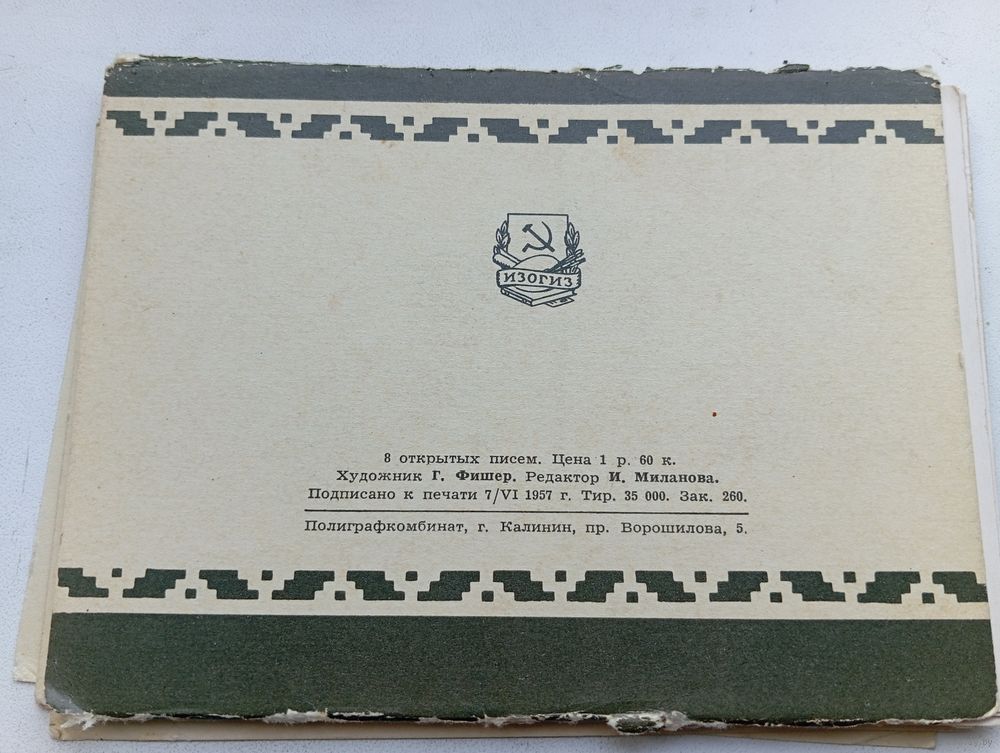 ИЗОГИЗ
8 открытых писем. Цена 1 р. 60 к.
Художник Г. Фишер. Редактор И. Миланова.
Подписано к печати 7/VI 1957 г. Тир. 35 000. Зак. 260.
Полиграфкомбинат, г. Калинин, пр. Ворошилова, 5.